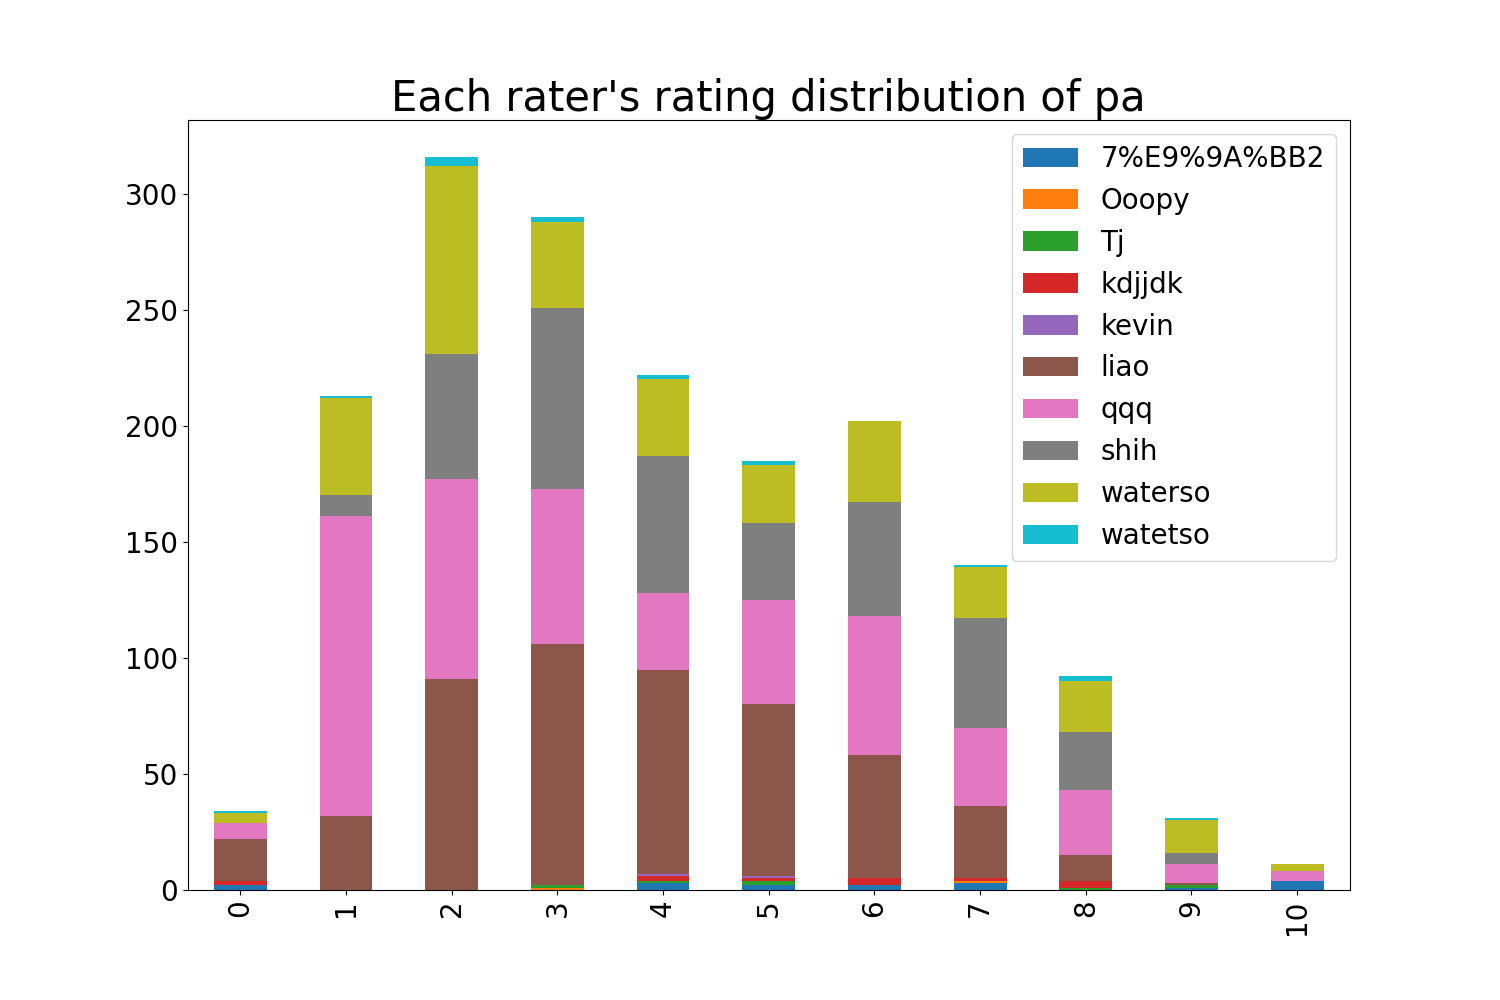 Each rater's rating distribution of pa
300
250
200
150
100
50
0
7%E9%9A%BB2
Ooopy
Tj
kdjjdk
kevin
liao
qqq
shih
waterso
watetso
0 1 2 3 4 5 6 7 8 9 10